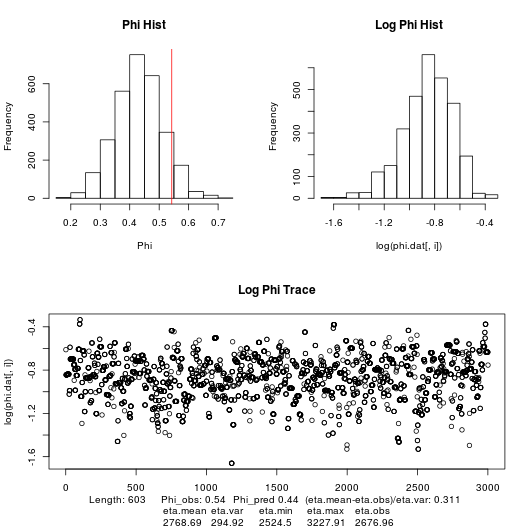 Phi Hist
Log Phi Hist
Frequency
0 200 400 600
0.2 0.3 0.4 0.5 0.6 0.7
Phi
Frequency
0 100 300 500
-1.6 -1.2 -0.8 -0.4
log(phi.dat[, i])
Log Phi Trace
log(phi.dat[, i])
-1.6 -1.2 -0.8 -0.4
0 500 1000 1500 2000 2500 3000
Length: 603 Phi_obs: 0.54 Phi_pred 0.44 (eta.mean-eta.obs)/eta.var: 0.311
eta.mean eta.var eta.min eta.max eta.obs
2768.69 294.92 2524.5 3227.91 2676.96